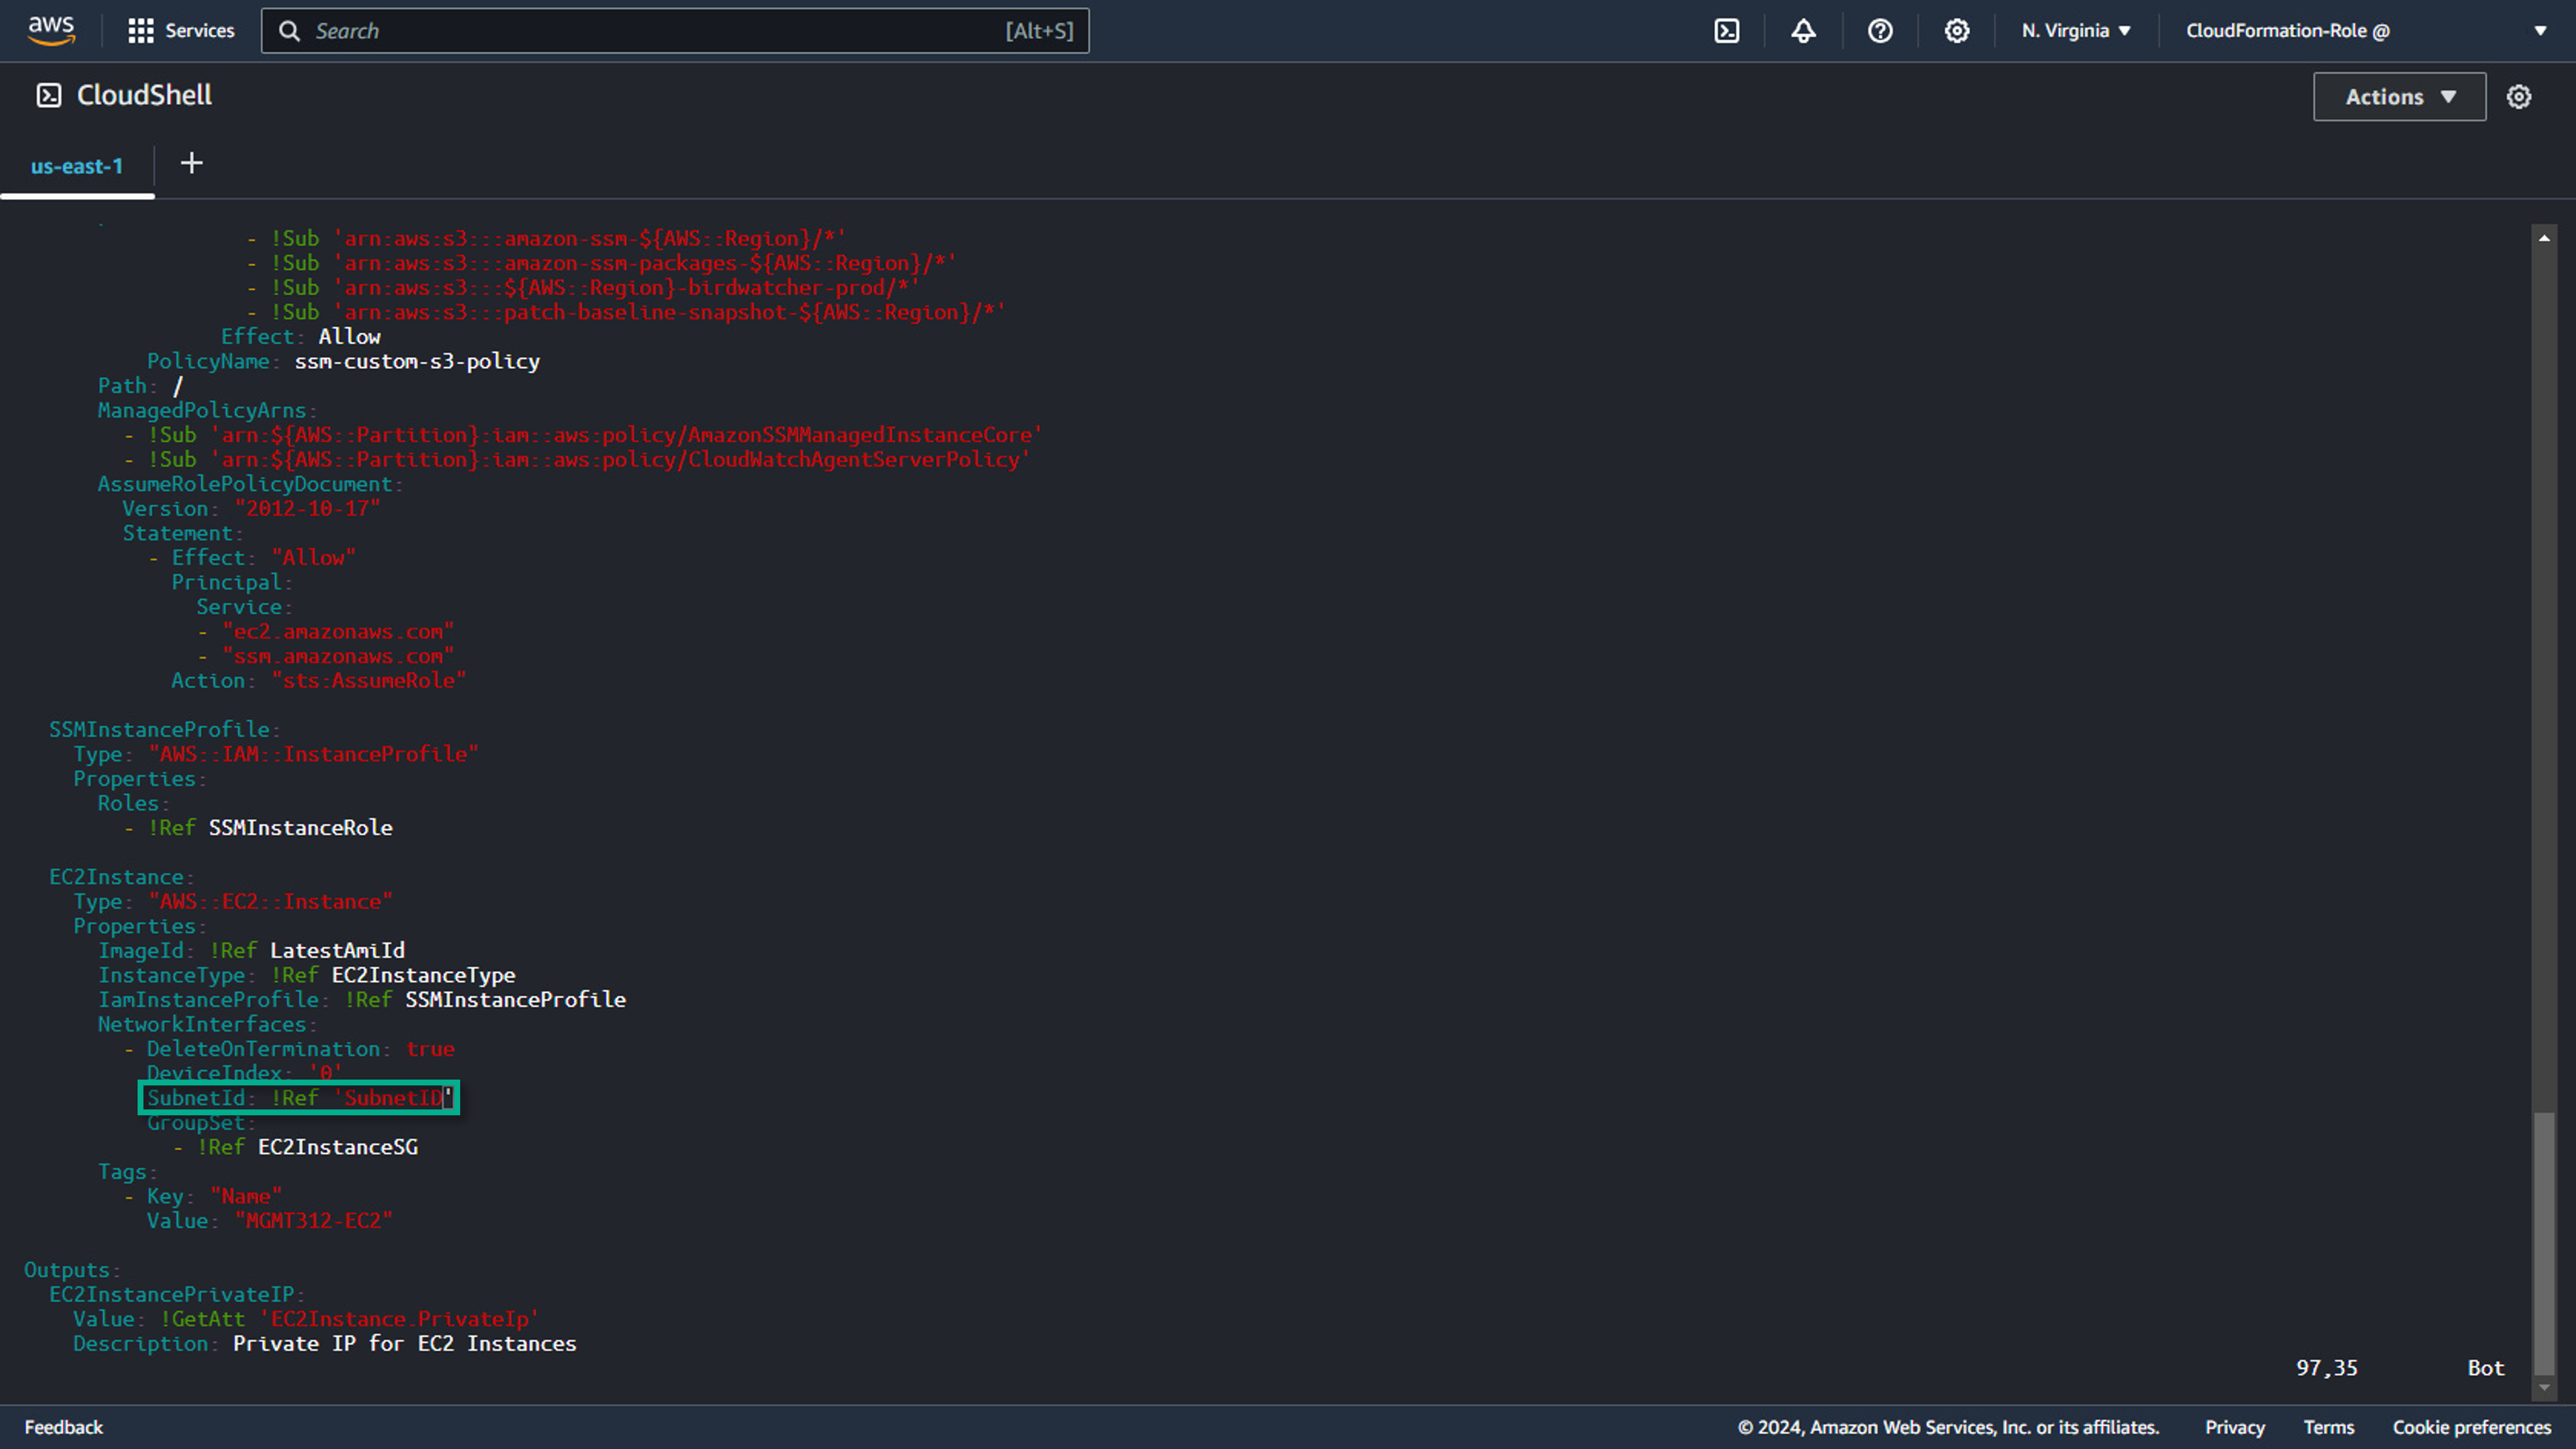 aws Services Search [Alt+S] N. Virginia CloudFormation-Role @
CloudShell Actions
us-east-1 +
- !Sub 'arn:aws:s3:::amazon-ssm-${AWS::Region}/*'
- !Sub 'arn:aws:s3:::amazon-ssm-packages-${AWS::Region}/*'
- !Sub 'arn:aws:s3:::${AWS::Region}-birdwatcher-prod/*'
- !Sub 'arn:aws:s3:::patch-baseline-snapshot-${AWS::Region}/*'
Effect: Allow
PolicyName: ssm-custom-s3-policy
Path: /
ManagedPolicyArns:
- !Sub 'arn:${AWS::Partition}:iam::aws:policy/AmazonSSMManagedInstanceCore'
- !Sub 'arn:${AWS::Partition}:iam::aws:policy/CloudWatchAgentServerPolicy'
AssumeRolePolicyDocument:
Version: "2012-10-17"
Statement:
- Effect: "Allow"
Principal:
Service:
- "ec2.amazonaws.com"
- "ssm.amazonaws.com"
Action: "sts:AssumeRole"
SSMInstanceProfile:
Type: "AWS::IAM::InstanceProfile"
Properties:
Roles:
- !Ref SSMInstanceRole
EC2Instance:
Type: "AWS::EC2::Instance"
Properties:
ImageId: !Ref LatestAmiId
InstanceType: !Ref EC2InstanceType
IamInstanceProfile: !Ref SSMInstanceProfile
NetworkInterfaces:
- DeleteOnTermination: true
DeviceIndex: '0'
SubnetId: !Ref 'SubnetID'
GroupSet:
- !Ref EC2InstanceSG
Tags:
- Key: "Name"
Value: "MGMT312-EC2"
Outputs:
EC2InstancePrivateIP:
Value: !GetAtt 'EC2Instance.PrivateIp'
Description: Private IP for EC2 Instances
97,35 Bot
Feedback © 2024, Amazon Web Services, Inc. or its affiliates. Privacy Terms Cookie preferences